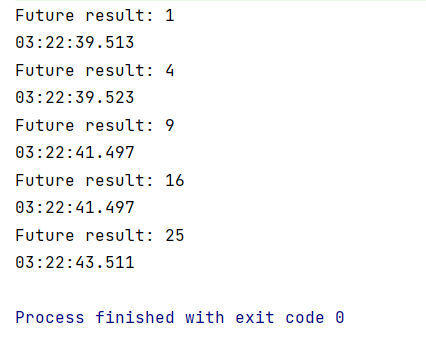 Future result: 1
03:22:39.513
Future result: 4
03:22:39.523
Future result: 9
03:22:41.497
Future result: 16
03:22:41.497
Future result: 25
03:22:43.511
Process finished with exit code 0